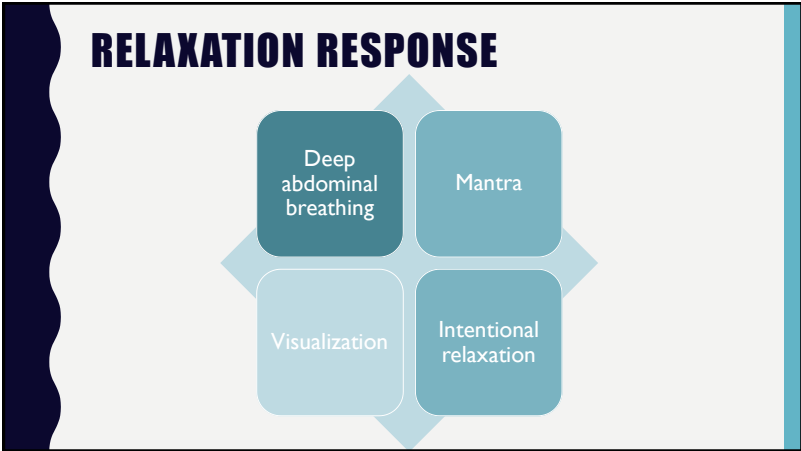 RELAXATION RESPONSE
Deep
abdominal
breathing
Mantra
Visualization
Intentional
relaxation